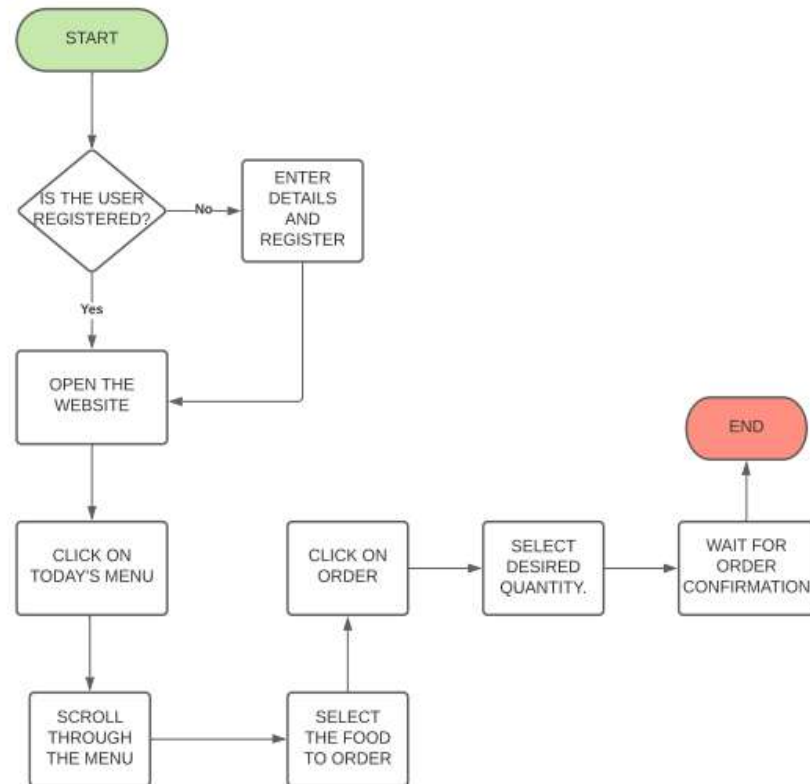 START
IS THE USER
REGISTERED?
No
ENTER
DETAILS
AND
REGISTER
Yes
OPEN THE
WEBSITE
CLICK ON
TODAY'S MENU
SCROLL
THROUGH
THE MENU
SELECT
THE FOOD
TO ORDER
CLICK ON
ORDER
SELECT
DESIRED
QUANTITY.
WAIT FOR
ORDER
CONFIRMATION
END